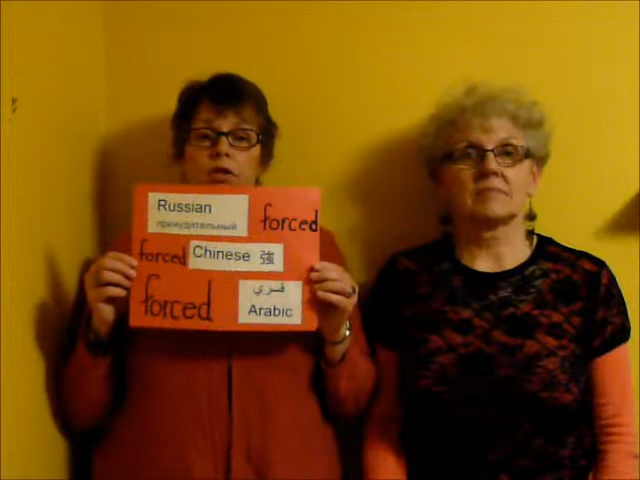 Russian
принудительный
forced
forced
Chinese 強
forced
قسري
Arabic